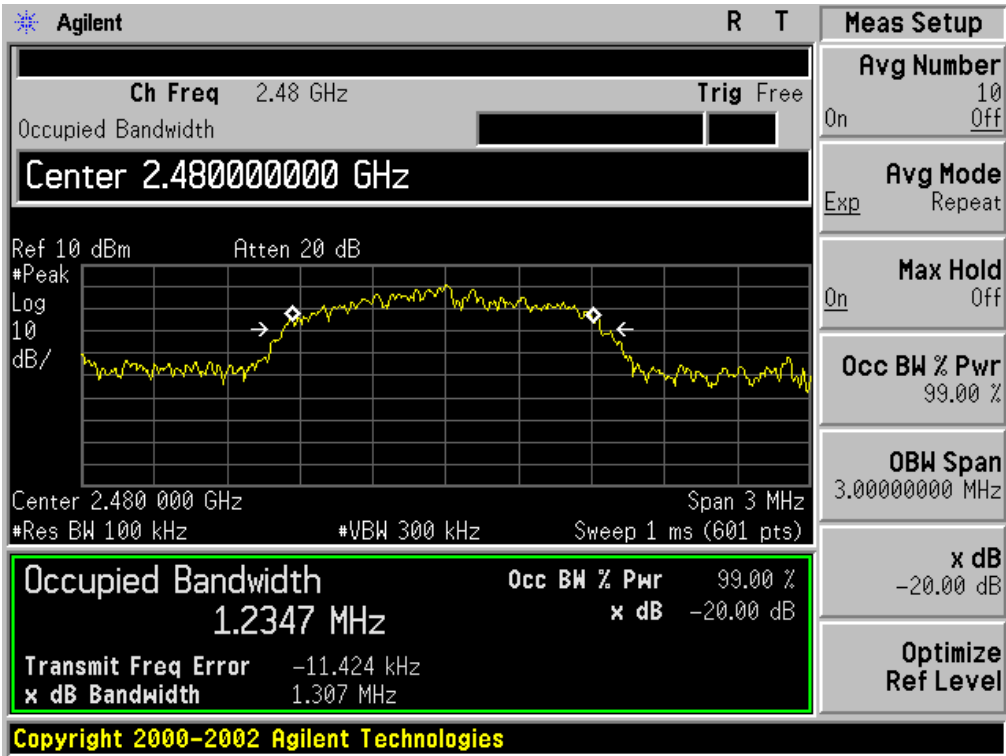 Agilent R T
Ch Freq 2.48 GHz Trig Free
Occupied Bandwidth
Center 2.480000000 GHz
Ref 10 dBm Atten 20 dB
#Peak
Log
10
dB/
Center 2.480 000 GHz Span 3 MHz
#Res BW 100 kHz #VBW 300 kHz Sweep 1 ms (601 pts)
Occupied Bandwidth Occ BW % Pwr 99.00 %
1.2347 MHz x dB -20.00 dB
Transmit Freq Error -11.424 kHz
x dB Bandwidth 1.307 MHz
Copyright 2000-2002 Agilent Technologies
Meas Setup
Avg Number
10
On Off
Avg Mode
Exp Repeat
Max Hold
On Off
Occ BW % Pwr
99.00 %
OBW Span
3.00000000 MHz
x dB
-20.00 dB
Optimize
Ref Level